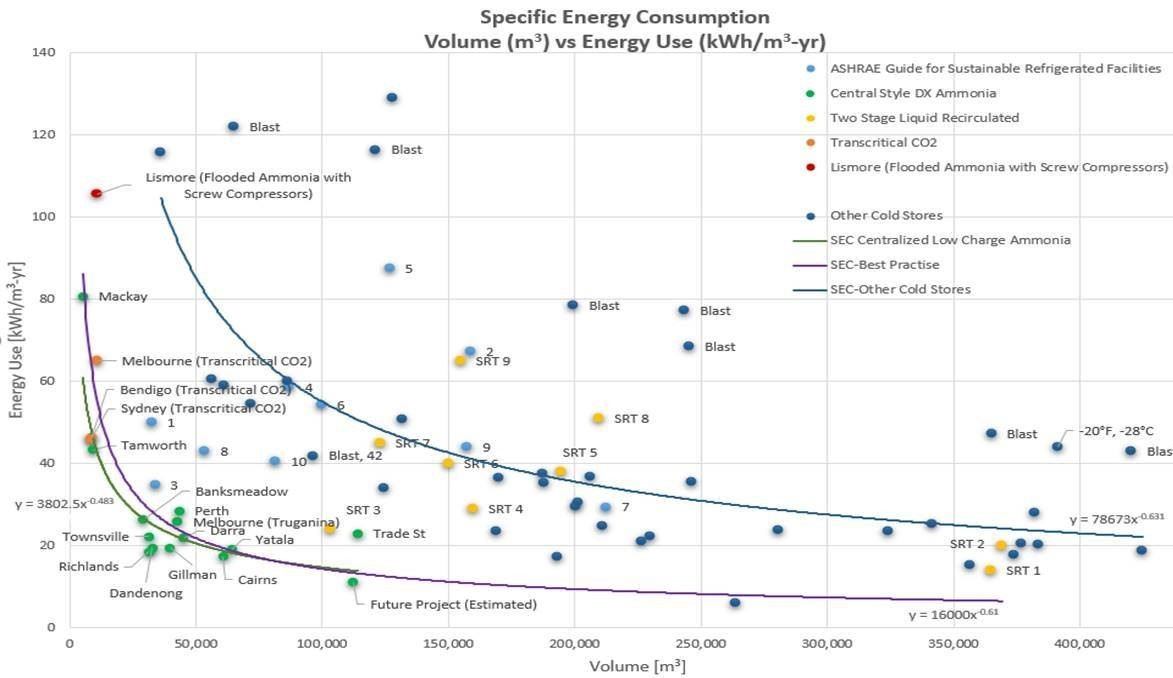 Specific Energy Consumption
Volume (m³) vs Energy Use (kWh/m³-yr)
140
120
100
80
60
40
20
0
Energy Use [kWh/m³-yr]
0
50,000
100,000
150,000
200,000
250,000
300,000
350,000
400,000
Volume [m³]
ASHRAE Guide for Sustainable Refrigerated Facilities
Central Style DX Ammonia
Two Stage Liquid Recirculated
Transcritical CO2
Lismore (Flooded Ammonia with Screw Compressors)
Other Cold Stores
SEC Centralized Low Charge Ammonia
SEC-Best Practise
SEC-Other Cold Stores
Blast
Blast
Lismore (Flooded Ammonia with
Screw Compressors)
5
Mackay
Blast
Blast
Blast
2
SRT 9
Melbourne (Transcritical CO2)
4
Bendigo (Transcritical CO2)
6
Sydney (Transcritical CO2)
1
SRT 8
Tamworth
8
SRT 7
9
Blast
-20°F, -28°C
Blast
10
Blast, 42
SRT 6
SRT 5
3
Banksmeadow
y = 3802.5x-0.483
Perth
SRT 3
SRT 4
7
Melbourne (Truganina)
y = 78673x-0.631
Townsville
Darra
Trade St
Yatala
SRT 2
Richlands
Gillman
Cairns
SRT 1
Dandenong
Future Project (Estimated)
y = 16000x-0.61